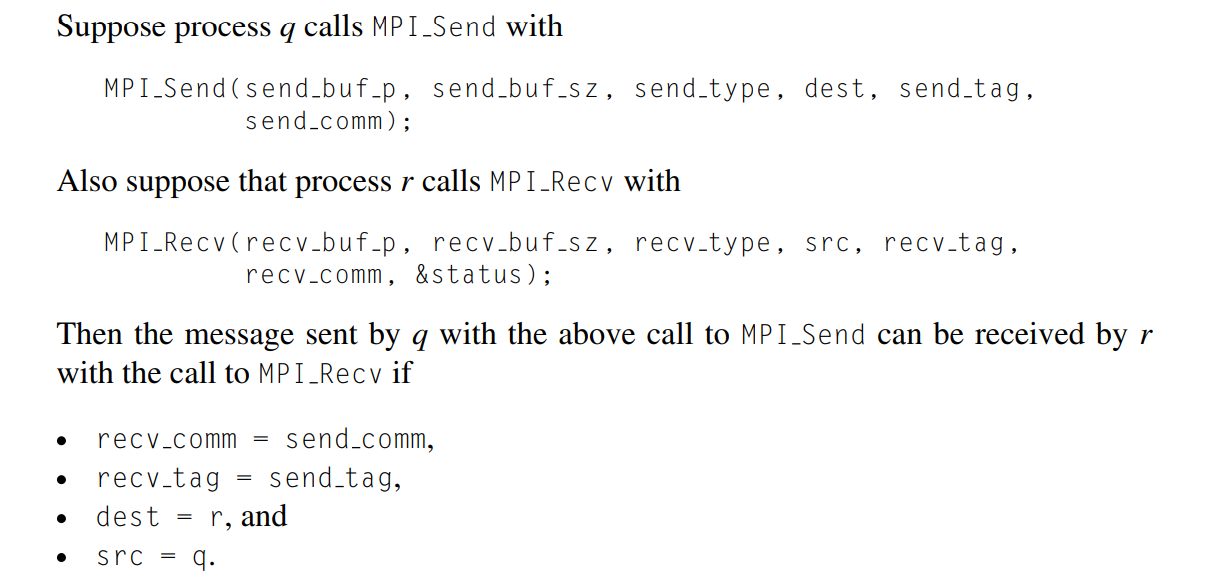 Suppose process q calls MPI_Send with
MPI_Send(send_buf_p, send_buf_sz, send_type, dest, send_tag,
send_comm);
Also suppose that process r calls MPI_Recv with
MPI_Recv(recv_buf_p, recv_buf_sz, recv_type, src, recv_tag,
recv_comm, &status);
Then the message sent by q with the above call to MPI_Send can be received by r
with the call to MPI_Recv if
• recv_comm = send_comm,
• recv_tag = send_tag,
• dest = r, and
• src = q.